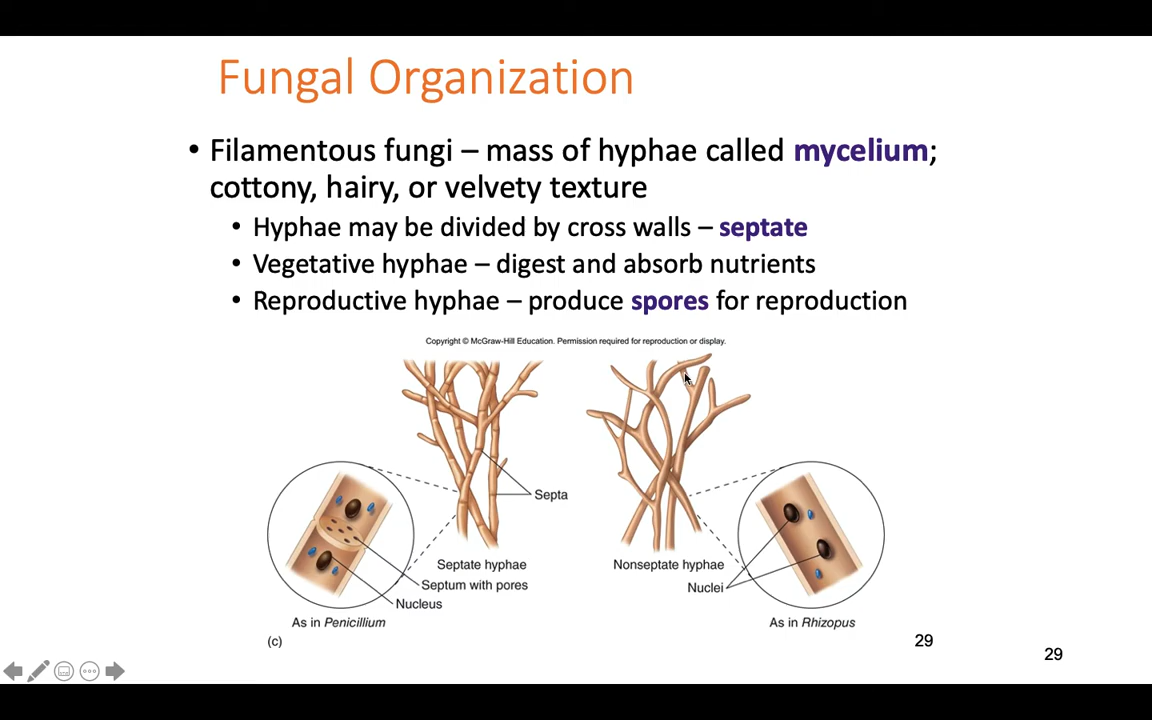 Fungal Organization
• Filamentous fungi – mass of hyphae called mycelium;
cottony, hairy, or velvety texture
• Hyphae may be divided by cross walls – septate
• Vegetative hyphae – digest and absorb nutrients
• Reproductive hyphae – produce spores for reproduction
Copyright © McGraw-Hill Education. Permission required for reproduction or display.
Septa
Septate hyphae
Septum with pores
Nucleus
As in Penicillium
(c)
Nonseptate hyphae
Nuclei
As in Rhizopus
29
29